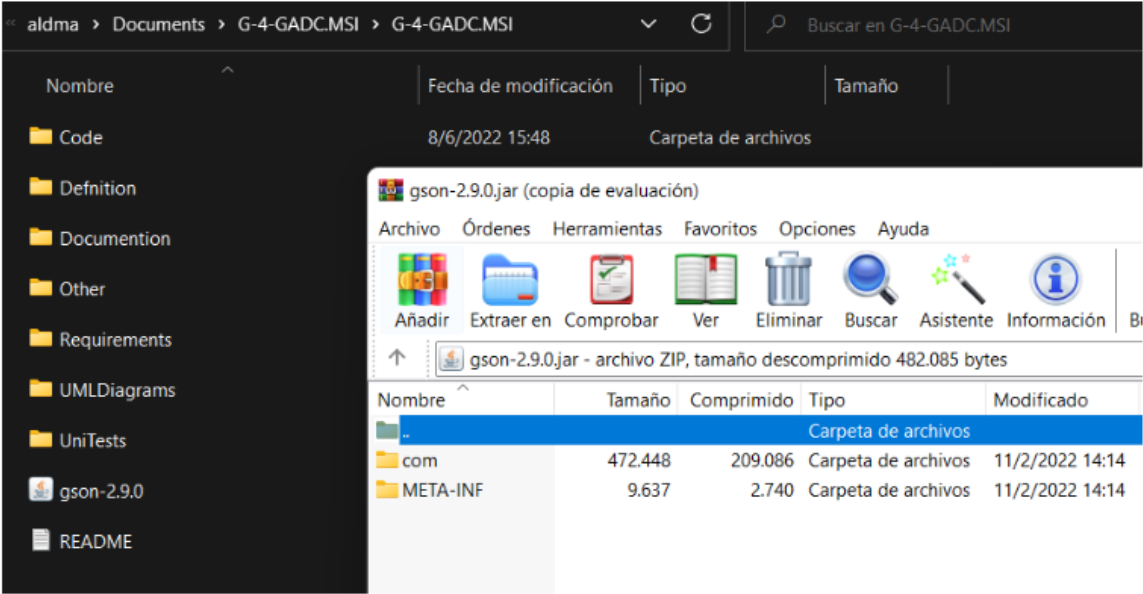 « aldma > Documents > G-4-GADC.MSI > G-4-GADC.MSI
Buscar en G-4-GADC.MSI
Nombre Fecha de modificación Tipo Tamaño
Code 8/6/2022 15:48 Carpeta de archivos
Defnition
Documention
Other
Requirements
UMLDiagrams
UniTests
gson-2.9.0
README
gson-2.9.0.jar (copia de evaluación)
Archivo Órdenes Herramientas Favoritos Opciones Ayuda
Añadir Extraer en Comprobar Ver Eliminar Buscar Asistente Información
gson-2.9.0.jar - archivo ZIP, tamaño descomprimido 482.085 bytes
Nombre Tamaño Comprimido Tipo Modificado
.. Carpeta de archivos
com 472.448 209.086 Carpeta de archivos 11/2/2022 14:14
META-INF 9.637 2.740 Carpeta de archivos 11/2/2022 14:14